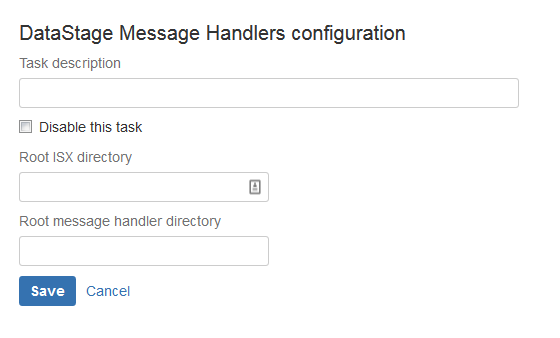 DataStage Message Handlers configuration
Task description
Disable this task
Root ISX directory
Root message handler directory
Save Cancel